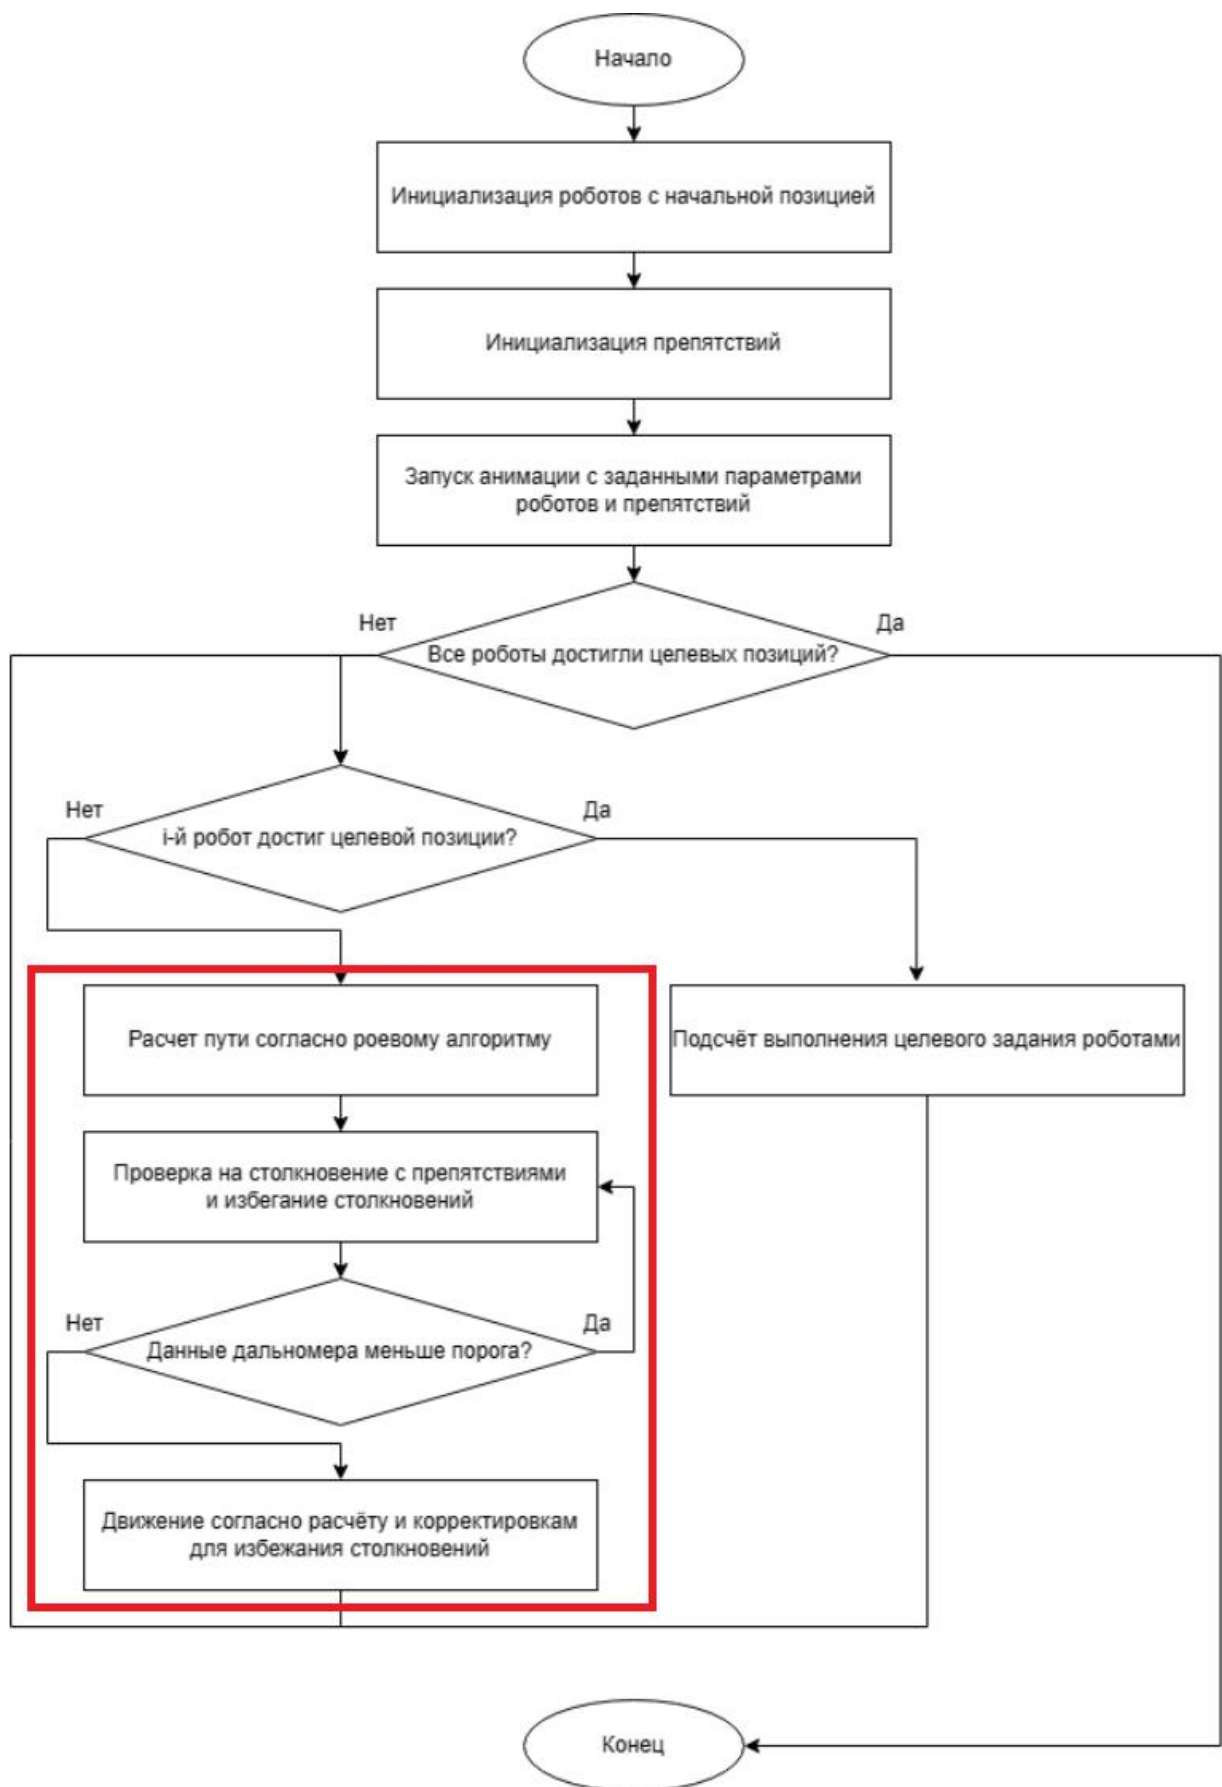 Начало
Инициализация роботов с начальной позицией
Инициализация препятствий
Запуск анимации с заданными параметрами
роботов и препятствий
Нет
Да
Все роботы достигли целевых позиций?
Нет
Да
i-й робот достиг целевой позиции?
Расчет пути согласно роевому алгоритму
Подсчёт выполнения целевого задания роботами
Проверка на столкновение с препятствиями
и избегание столкновений
Нет
Да
Данные дальномера меньше порога?
Движение согласно расчёту и корректировкам
для избежания столкновений
Конец